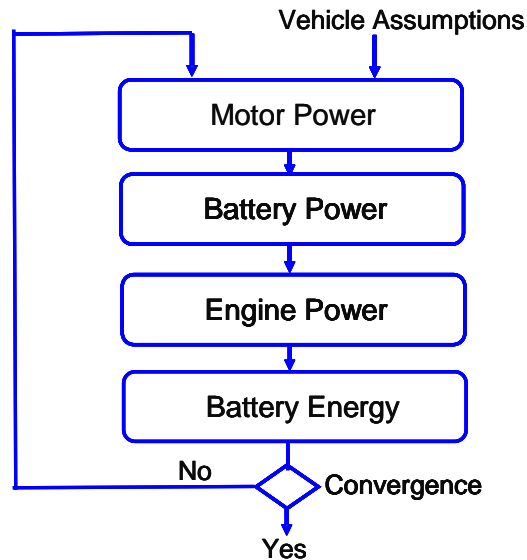 Vehicle Assumptions
Motor Power
Battery Power
Engine Power
Battery Energy
No
Convergence
Yes